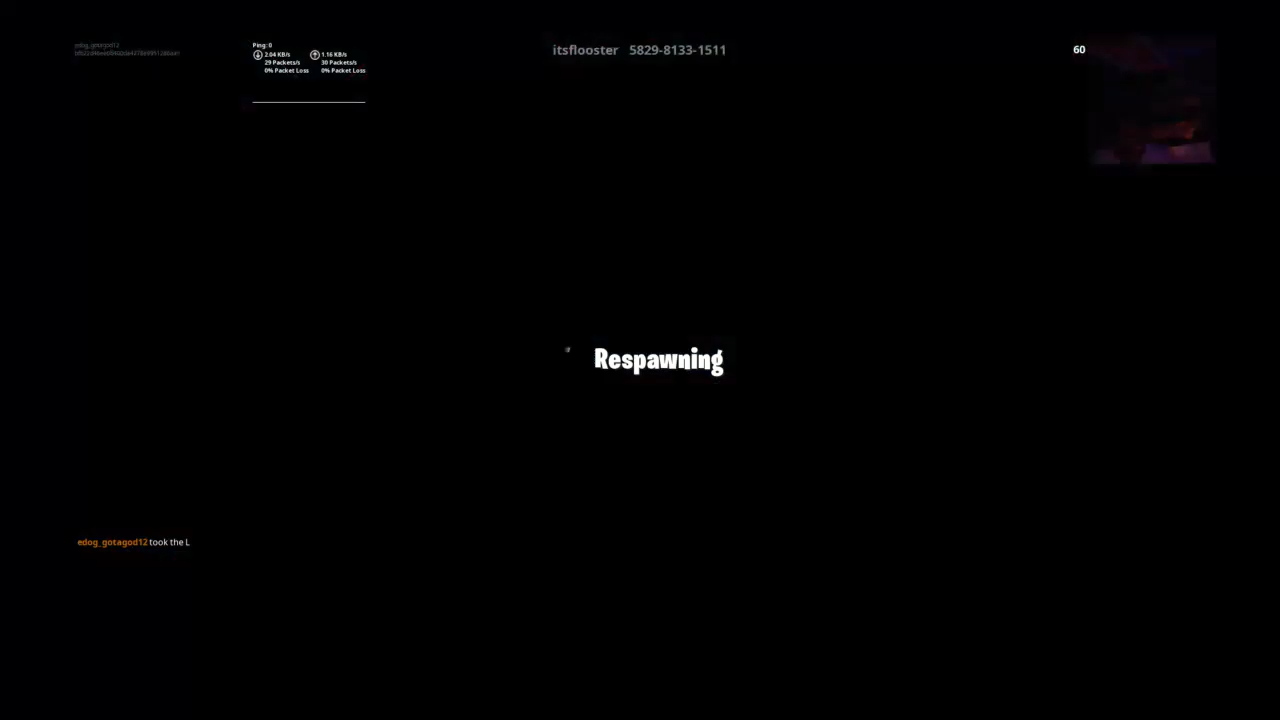 edog_gotagod12
Ping: 0
2.04 KB/s
29 Packets/s
0% Packet Loss
1.16 KB/s
30 Packets/s
0% Packet Loss
itsflooster 5829-8133-1511
60
Respawning
edog_gotagod12 took the L